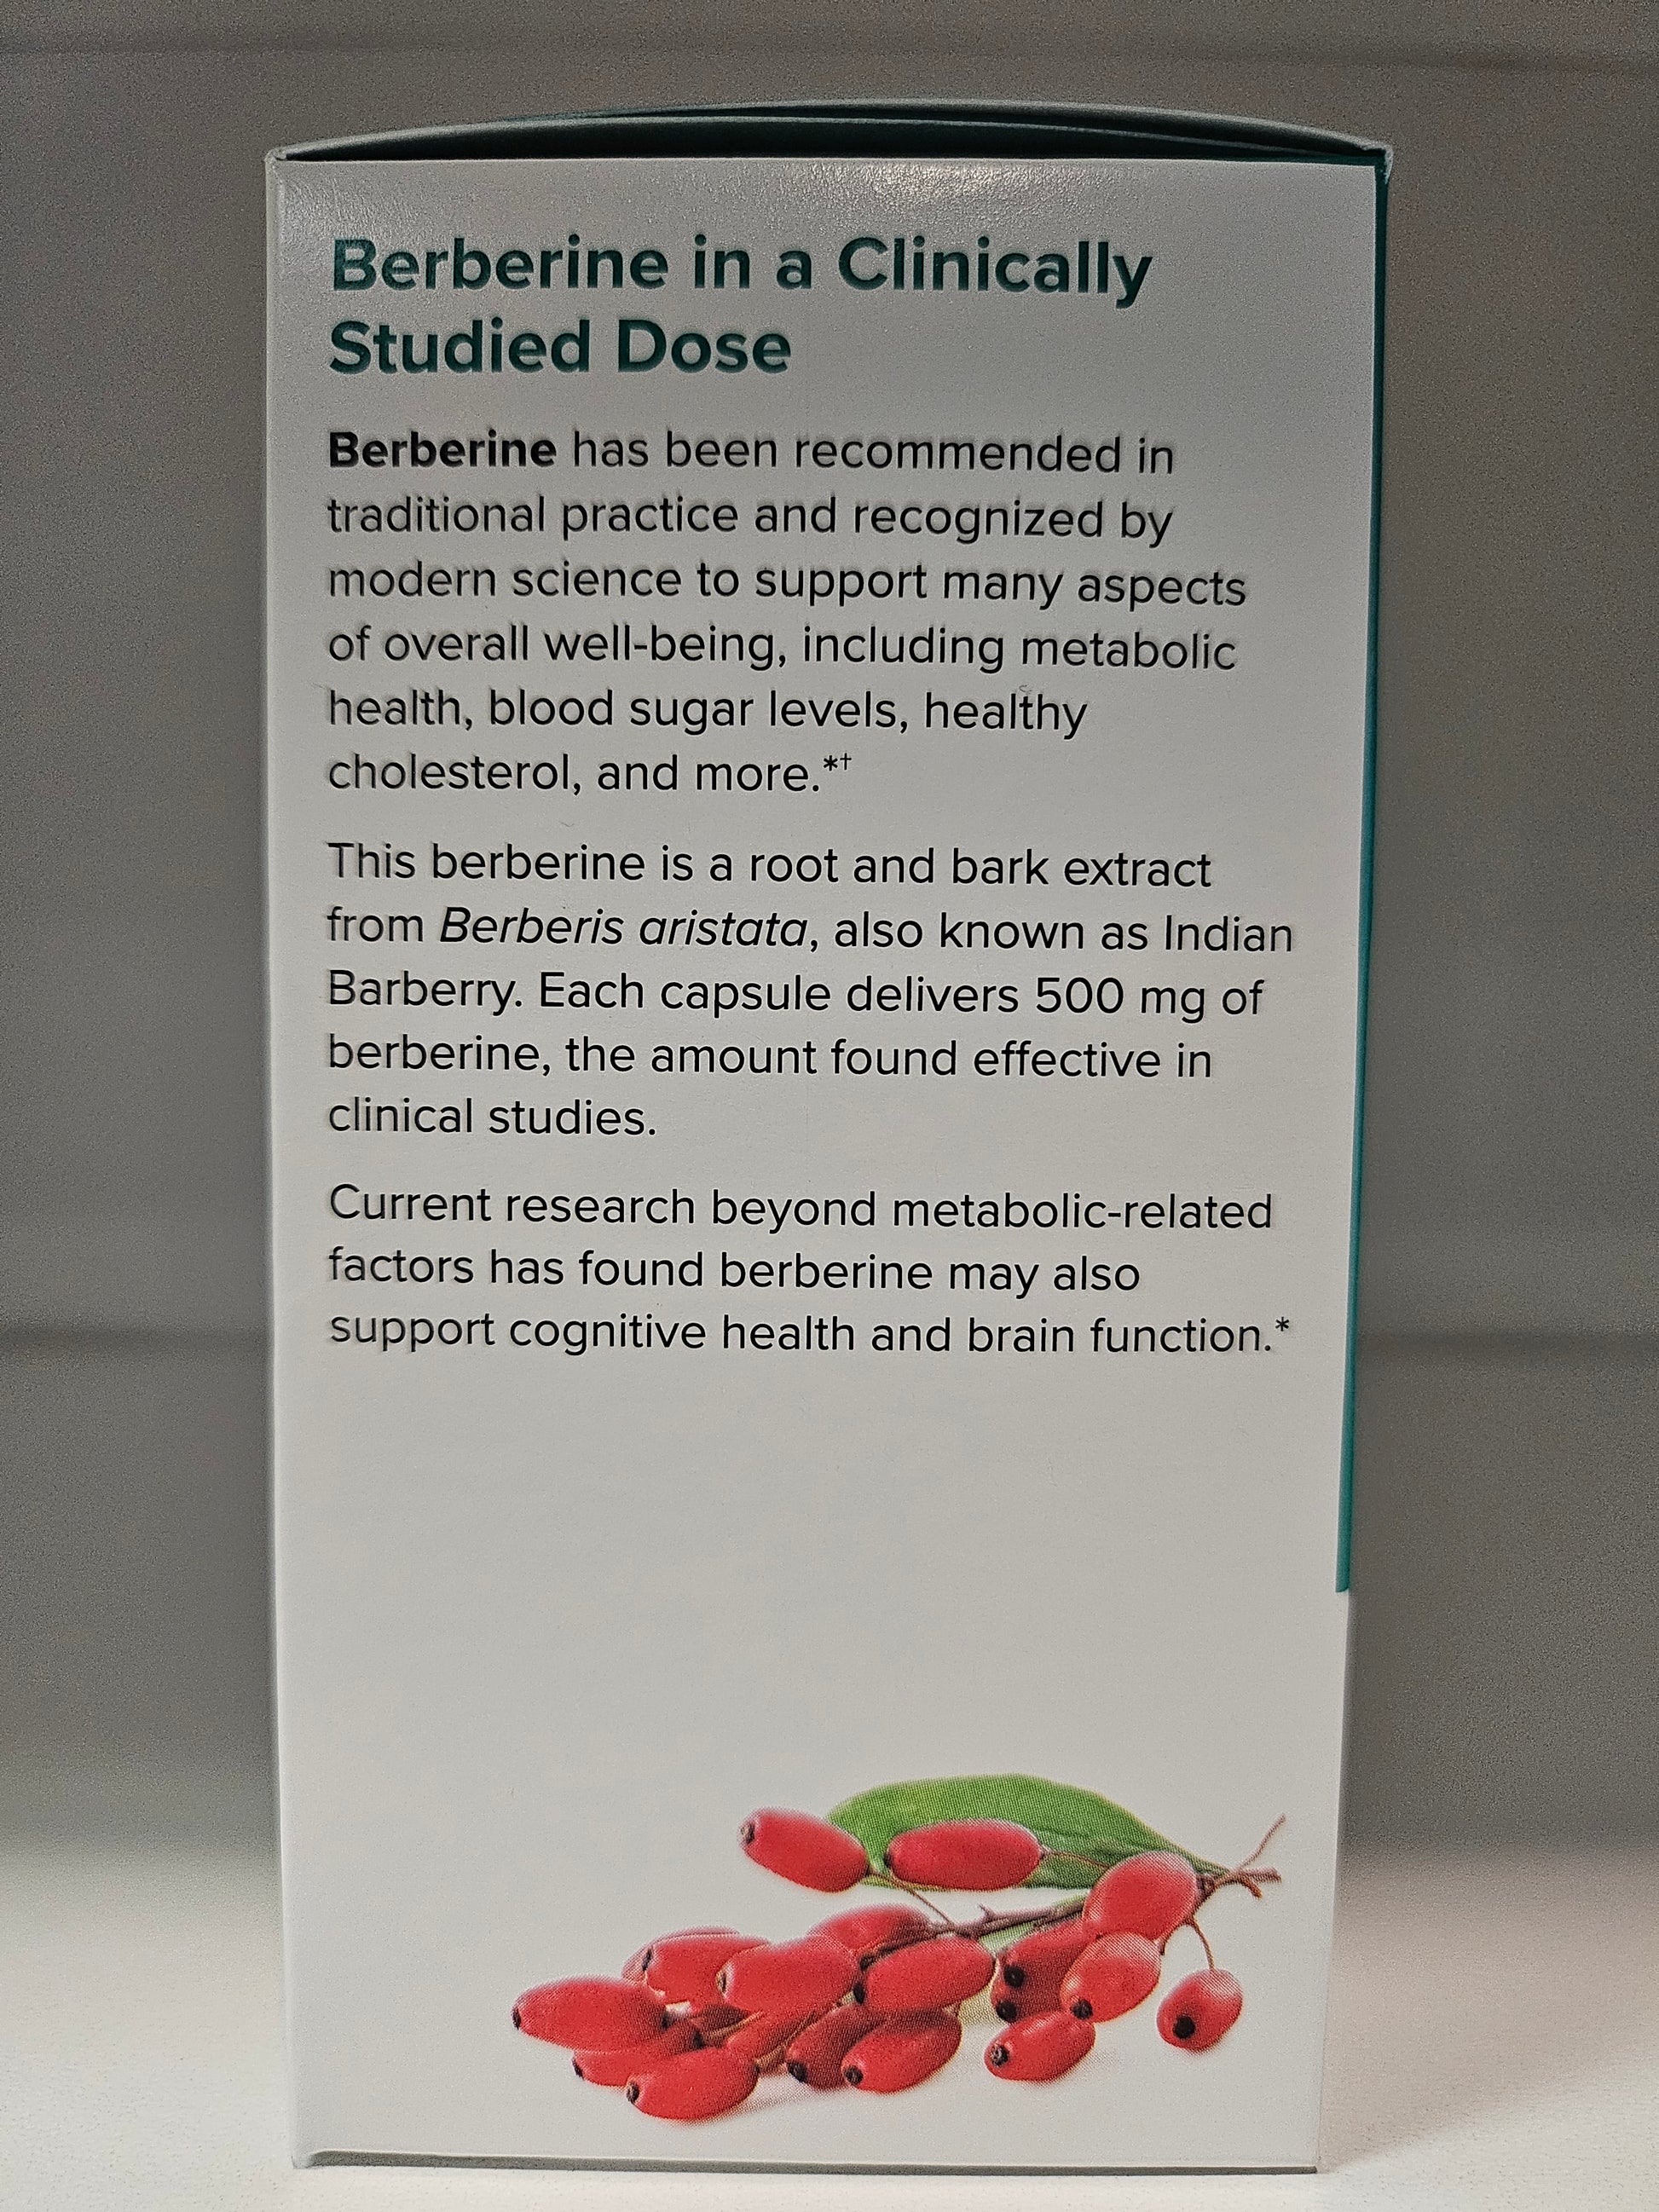 Berberine in a Clinically
Studied Dose
Berberine has been recommended in
traditional practice and recognized by
modern science to support many aspects
of overall well-being, including metabolic
health, blood sugar levels, healthy
cholesterol, and more.*†
This berberine is a root and bark extract
from Berberis aristata, also known as Indian
Barberry. Each capsule delivers 500 mg of
berberine, the amount found effective in
clinical studies.
Current research beyond metabolic-related
factors has found berberine may also
support cognitive health and brain function.*